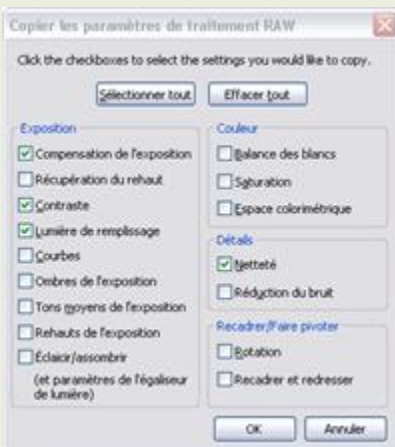 Copier les paramètres de traitement RAW
Click the checkboxes to select the settings you would like to copy.
Sélectionner tout
Effacer tout
Exposition
Compensation de l'exposition
Récupération du rehaut
Contraste
Lumière de remplissage
Courbes
Ombres de l'exposition
Tons moyens de l'exposition
Rehauts de l'exposition
Éclaicir/assombrir
(et paramètres de l'égaliseur
de lumière)
Couleur
Balance des blancs
Saturation
Espace colorimétrique
Détails
Netteté
Réduction du bruit
Recadrer/Faire pivoter
Rotation
Recadrer et redresser
OK
Annuler